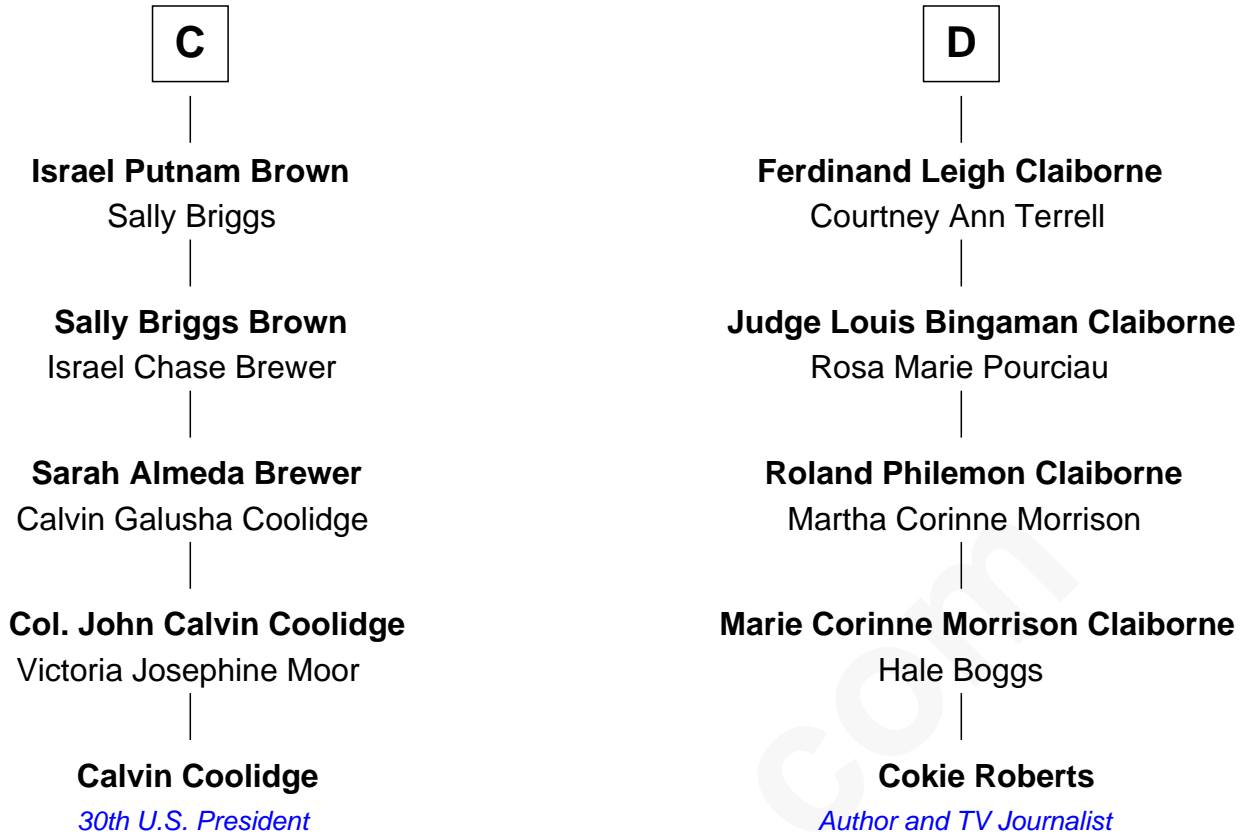 C
Israel Putnam Brown
Sally Briggs
Sally Briggs Brown
Israel Chase Brewer
Sarah Almeda Brewer
Calvin Galusha Coolidge
Col. John Calvin Coolidge
Victoria Josephine Moor
Calvin Coolidge
30th U.S. President
D
Ferdinand Leigh Claiborne
Courtney Ann Terrell
Judge Louis Bingaman Claiborne
Rosa Marie Pourciau
Roland Philemon Claiborne
Martha Corinne Morrison
Marie Corinne Morrison Claiborne
Hale Boggs
Cokie Roberts
Author and TV Journalist
com